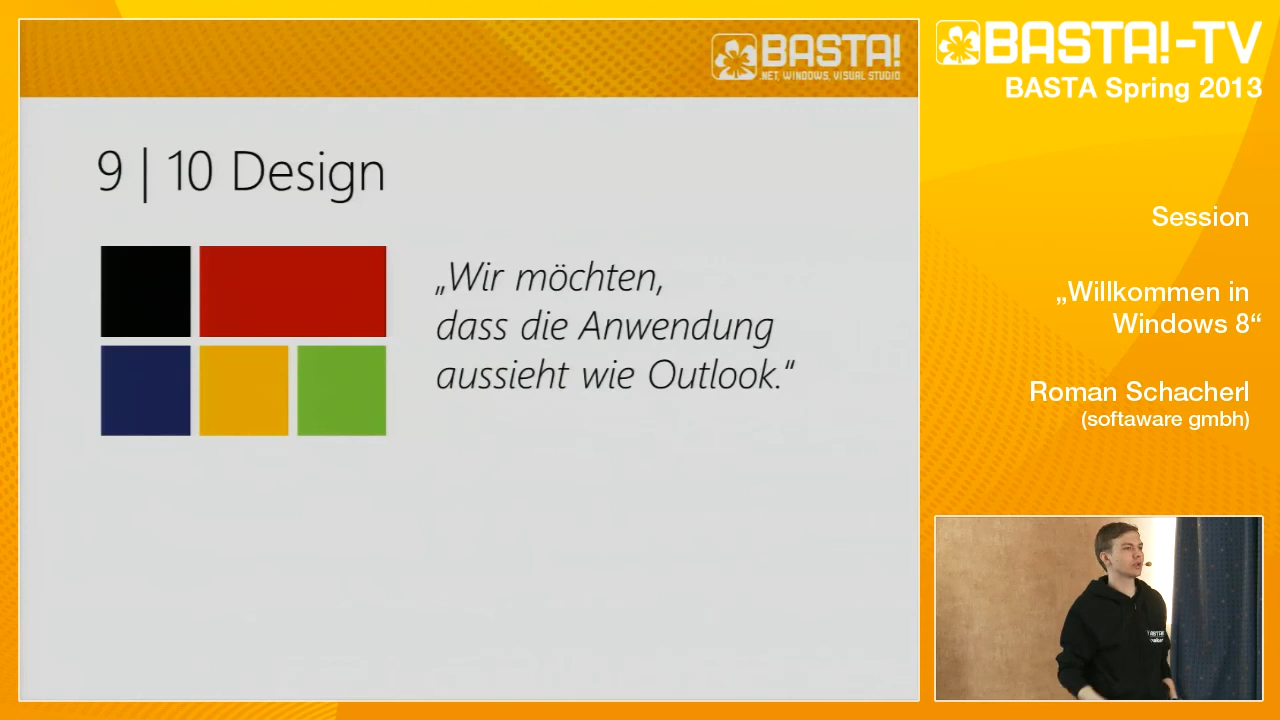 BASTA!
.NET, WINDOWS, VISUAL STUDIO
9 | 10 Design
„Wir möchten,
dass die Anwendung
aussieht wie Outlook.“
BASTA!-TV
BASTA Spring 2013
Session
„Willkommen in
Windows 8“
Roman Schacherl
(softaware gmbh)
BASTA!